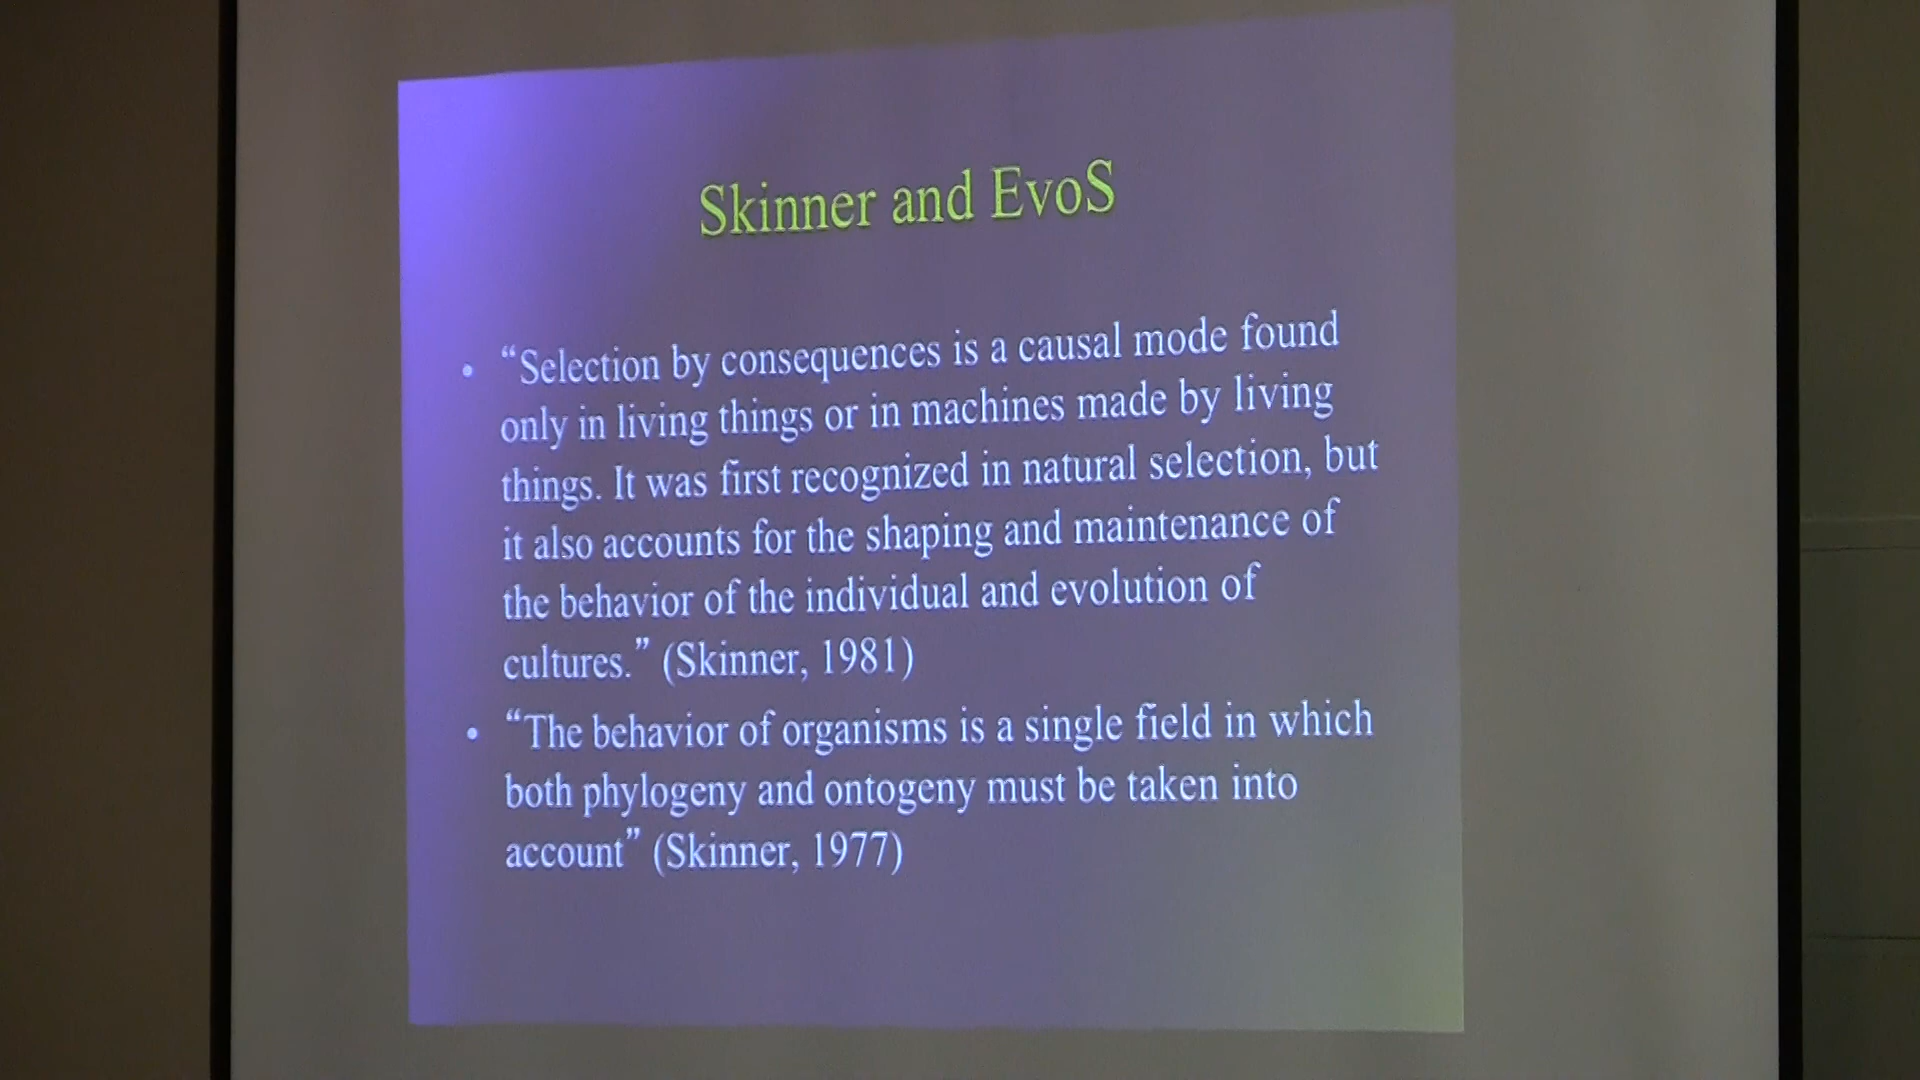 Skinner and EvoS
• “Selection by consequences is a causal mode found
only in living things or in machines made by living
things. It was first recognized in natural selection, but
it also accounts for the shaping and maintenance of
the behavior of the individual and evolution of
cultures.” (Skinner, 1981)
• “The behavior of organisms is a single field in which
both phylogeny and ontogeny must be taken into
account” (Skinner, 1977)